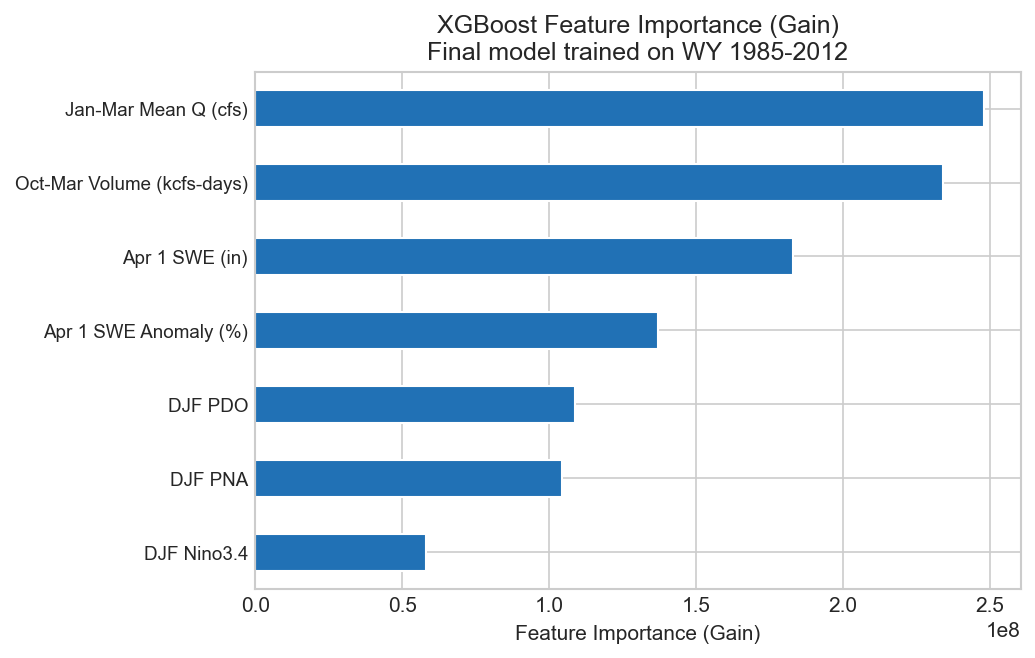 XGBoost Feature Importance (Gain)
Final model trained on WY 1985-2012
Jan-Mar Mean Q (cfs)
Oct-Mar Volume (kcfs-days)
Apr 1 SWE (in)
Apr 1 SWE Anomaly (%)
DJF PDO
DJF PNA
DJF Nino3.4
0.0 0.5 1.0 1.5 2.0 2.5
1e8
Feature Importance (Gain)